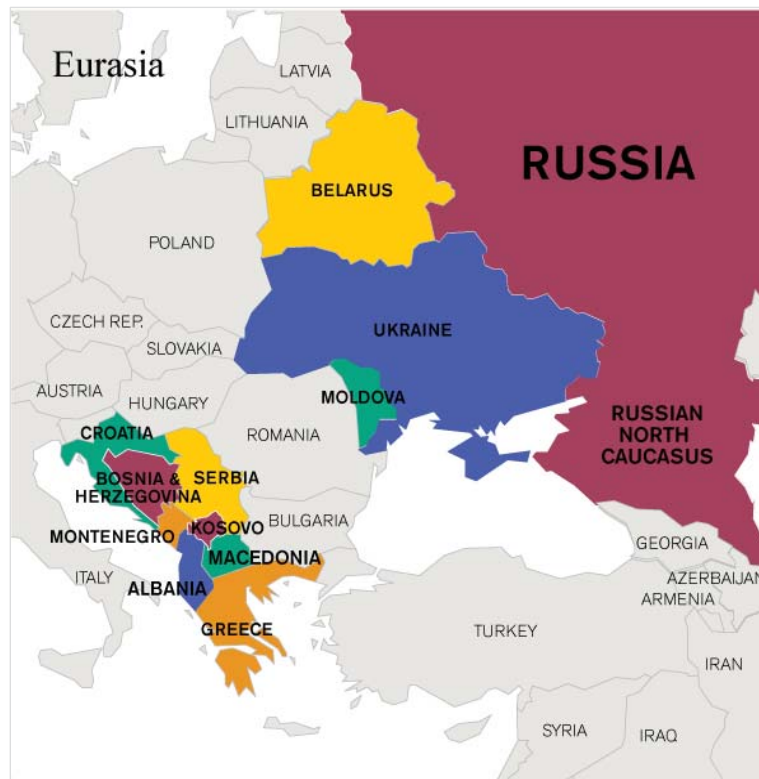 Eurasia
LATVIA
LITHUANIA
RUSSIA
BELARUS
POLAND
CZECH REP.
UKRAINE
SLOVAKIA
AUSTRIA
HUNGARY
MOLDOVA
CROATIA
ROMANIA
RUSSIAN
NORTH
CAUCASUS
BOSNIA &
HERZEGOVINA
SERBIA
KOSOVO
BULGARIA
MONTENEGRO
MACEDONIA
GEORGIA
ITALY
ALBANIA
AZERBAIJAN
ARMENIA
GREECE
TURKEY
IRAN
SYRIA
IRAQ